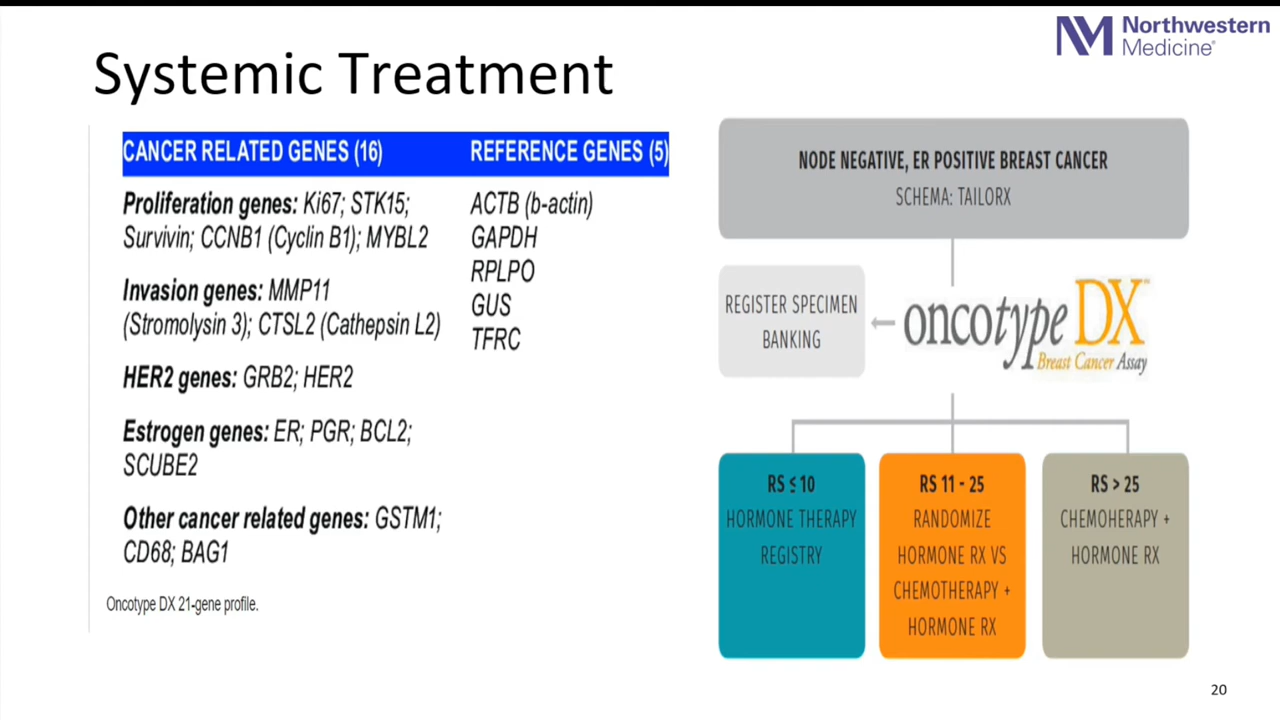 Northwestern
Medicine®
Systemic Treatment
CANCER RELATED GENES (16)
REFERENCE GENES (5)
Proliferation genes: Ki67; STK15;
Survivin; CCNB1 (Cyclin B1); MYBL2
Invasion genes: MMP11
(Stromolysin 3); CTSL2 (Cathepsin L2)
HER2 genes: GRB2; HER2
Estrogen genes: ER; PGR; BCL2;
SCUBE2
Other cancer related genes: GSTM1;
CD68; BAG1
ACTB (b-actin)
GAPDH
RPLPO
GUS
TFRC
Oncotype DX 21-gene profile.
NODE NEGATIVE, ER POSITIVE BREAST CANCER
SCHEMA: TAILORX
REGISTER SPECIMEN
BANKING
oncotype DX™
Breast Cancer Assay
RS ≤ 10
HORMONE THERAPY
REGISTRY
RS 11 - 25
RANDOMIZE
HORMONE RX VS
CHEMOTHERAPY +
HORMONE RX
RS > 25
CHEMOHERAPY +
HORMONE RX
20